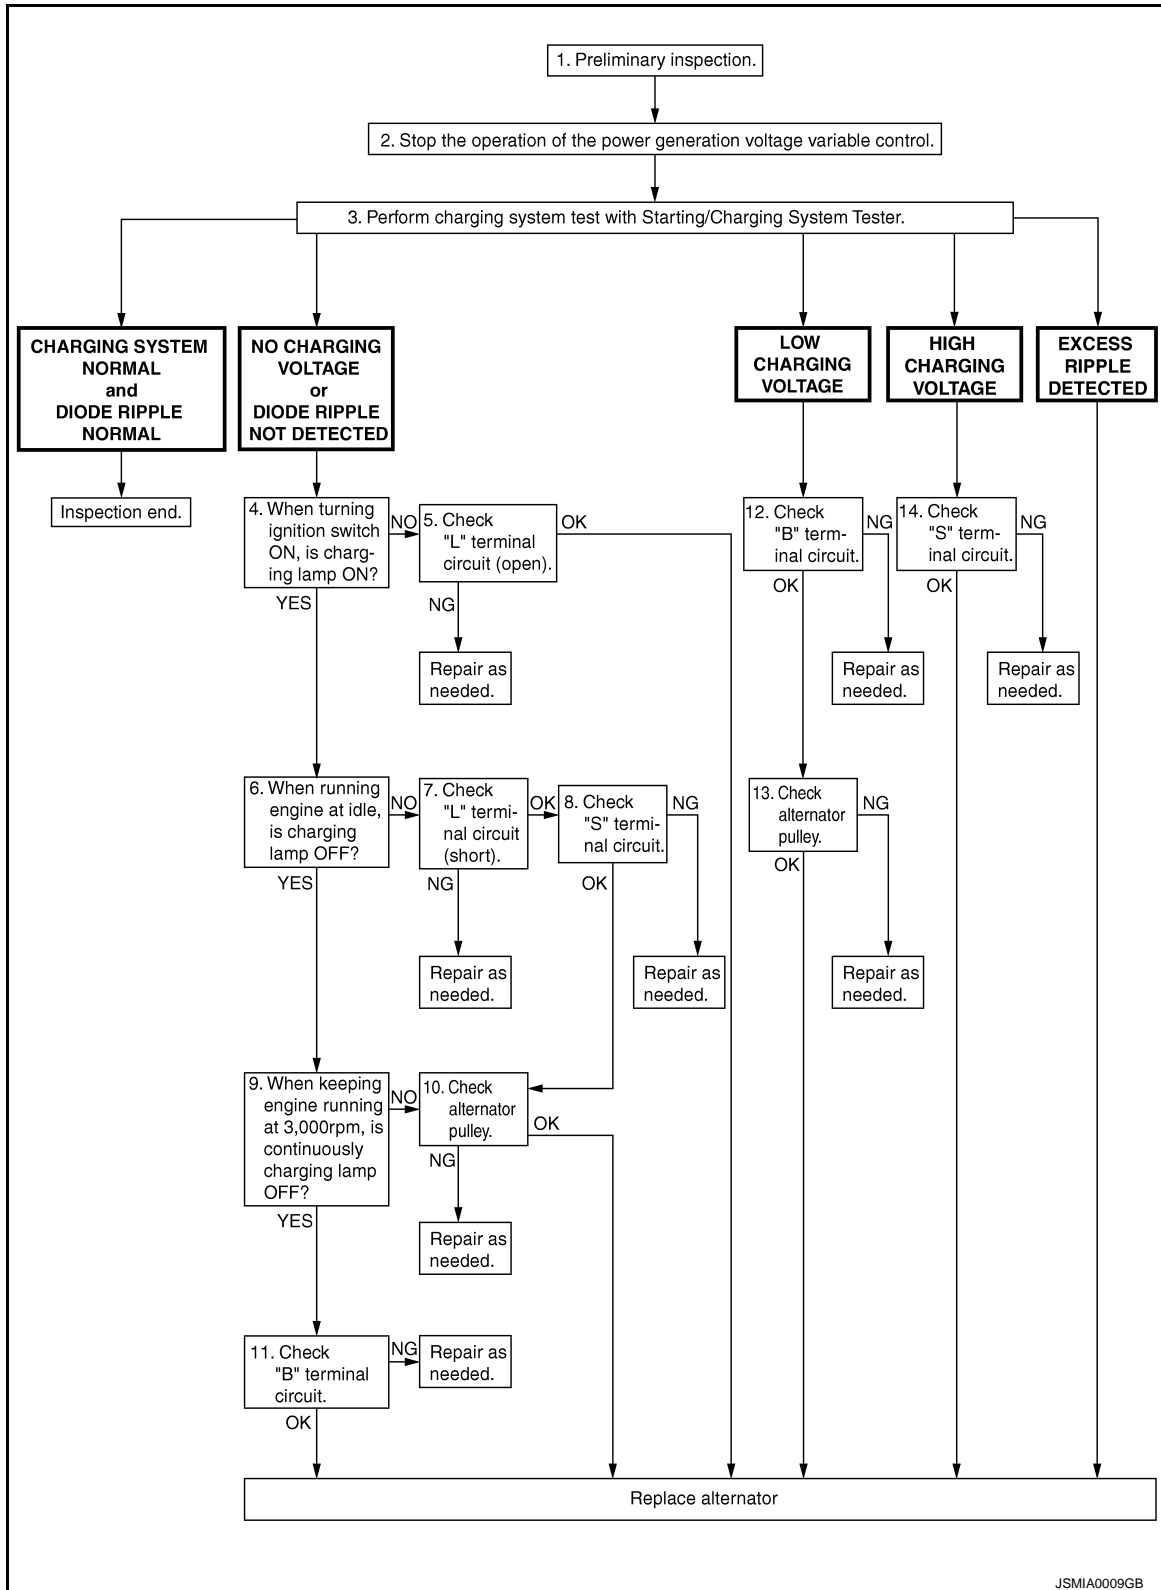 1. Preliminary inspection.
2. Stop the operation of the power generation voltage variable control.
3. Perform charging system test with Starting/Charging System Tester.
CHARGING SYSTEM
NORMAL
and
DIODE RIPPLE
NORMAL
NO CHARGING
VOLTAGE
or
DIODE RIPPLE
NOT DETECTED
LOW
CHARGING
VOLTAGE
HIGH
CHARGING
VOLTAGE
EXCESS
RIPPLE
DETECTED
Inspection end.
4. When turning
ignition switch
ON, is charg-
ing lamp ON?
NO
YES
5. Check
"L" terminal
circuit (open).
OK
NG
Repair as
needed.
12. Check
"B" term-
inal circuit.
NG
OK
Repair as
needed.
14. Check
"S" term-
inal circuit.
NG
OK
Repair as
needed.
6. When running
engine at idle,
is charging
lamp OFF?
NO
YES
7. Check
"L" termi-
nal circuit
(short).
OK
NG
Repair as
needed.
8. Check
"S" termi-
nal circuit.
NG
OK
Repair as
needed.
13. Check
alternator
pulley.
NG
OK
Repair as
needed.
9. When keeping
engine running
at 3,000rpm, is
continuously
charging lamp
OFF?
NO
YES
10. Check
alternator
pulley.
OK
NG
Repair as
needed.
11. Check
"B" terminal
circuit.
NG
OK
Repair as
needed.
Replace alternator
JSMIA0009GB